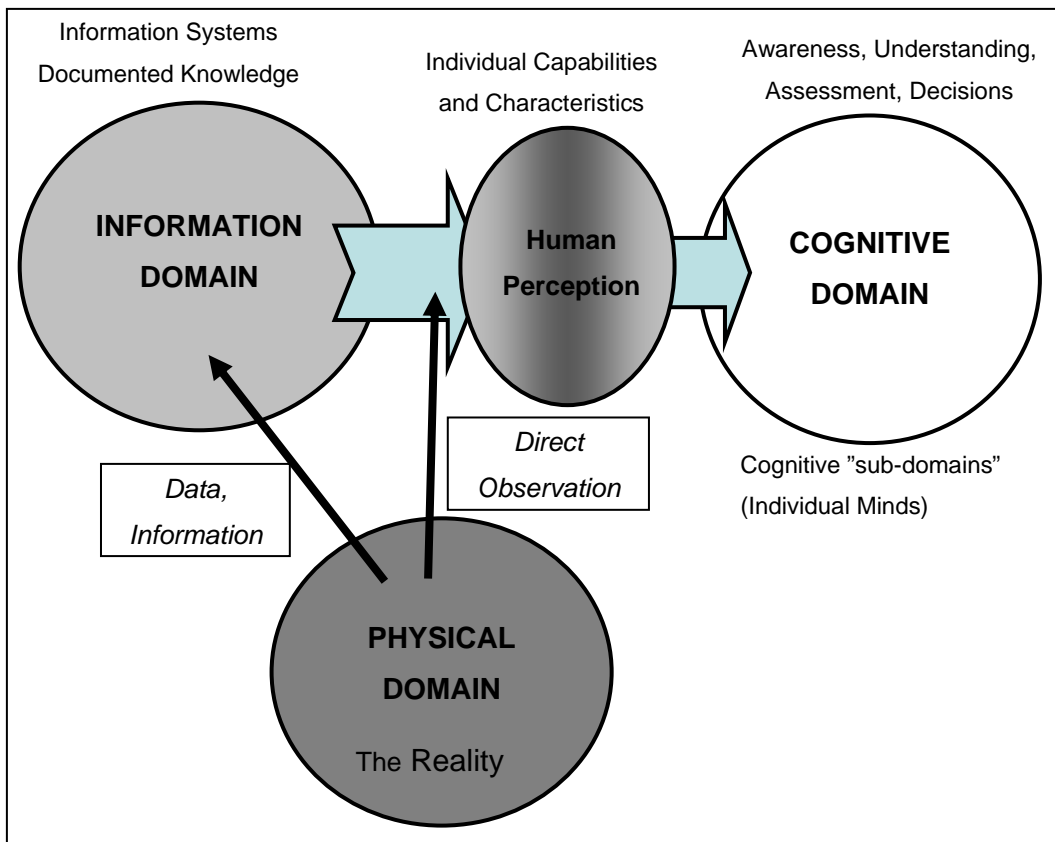 Information Systems
Documented Knowledge
Individual Capabilities
and Characteristics
Awareness, Understanding,
Assessment, Decisions
INFORMATION
DOMAIN
Human
Perception
COGNITIVE
DOMAIN
Data,
Information
Direct
Observation
Cognitive ”sub-domains”
(Individual Minds)
PHYSICAL
DOMAIN
The Reality